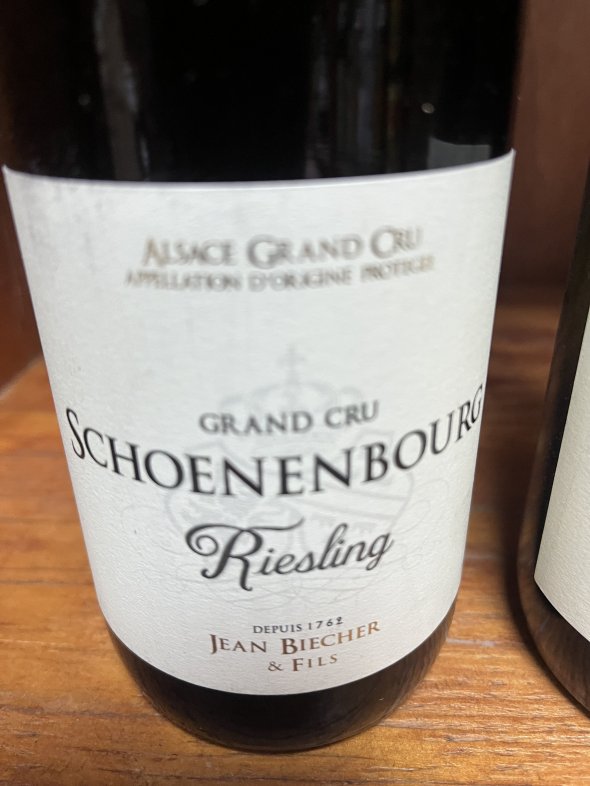 ALSACE GRAND CRU
APPELLATION D'ORIGINE PROTÉGÉE
GRAND CRU
SCHOENENBOURG
Riesling
DEPUIS 1762
JEAN BIECHER
& FILS